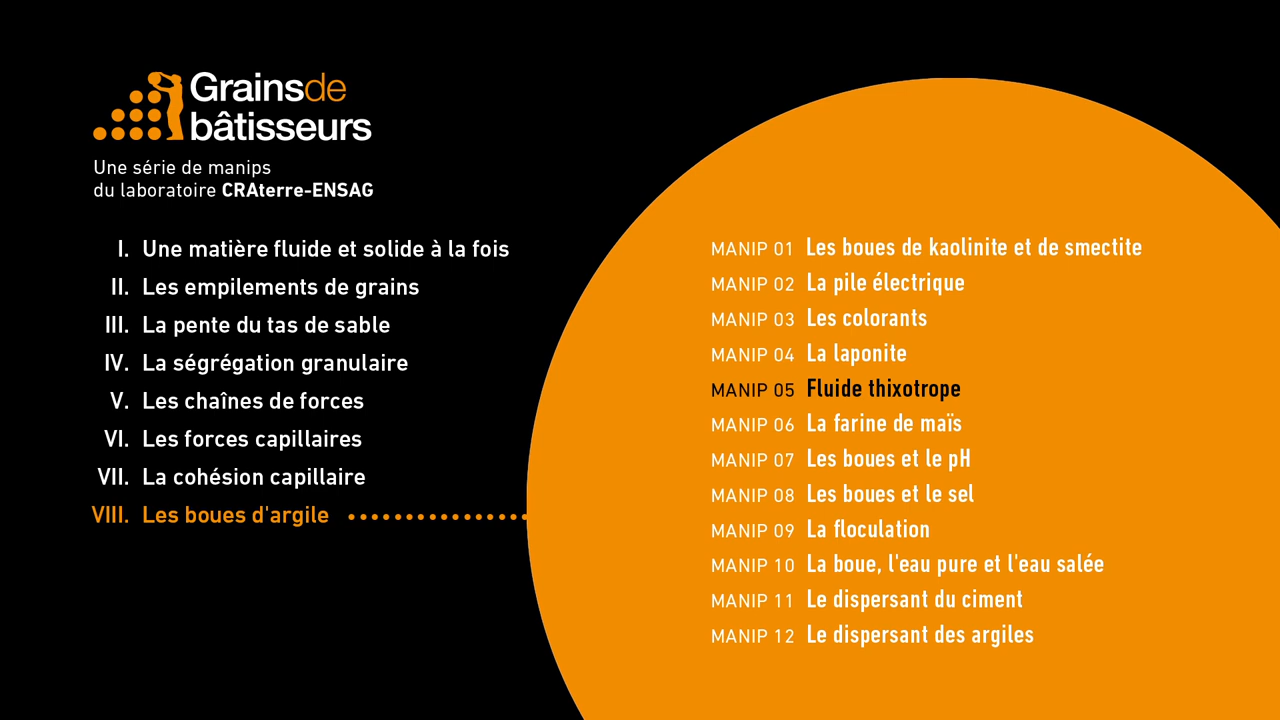 Grainsde
bâtisseurs
Une série de manips
du laboratoire CRAterre-ENSAG
I. Une matière fluide et solide à la fois
II. Les empilements de grains
III. La pente du tas de sable
IV. La ségrégation granulaire
V. Les chaînes de forces
VI. Les forces capillaires
VII. La cohésion capillaire
VIII. Les boues d'argile
MANIP 01 Les boues de kaolinite et de smectite
MANIP 02 La pile électrique
MANIP 03 Les colorants
MANIP 04 La laponite
MANIP 05 Fluide thixotrope
MANIP 06 La farine de maïs
MANIP 07 Les boues et le pH
MANIP 08 Les boues et le sel
MANIP 09 La floculation
MANIP 10 La boue, l'eau pure et l'eau salée
MANIP 11 Le dispersant du ciment
MANIP 12 Le dispersant des argiles